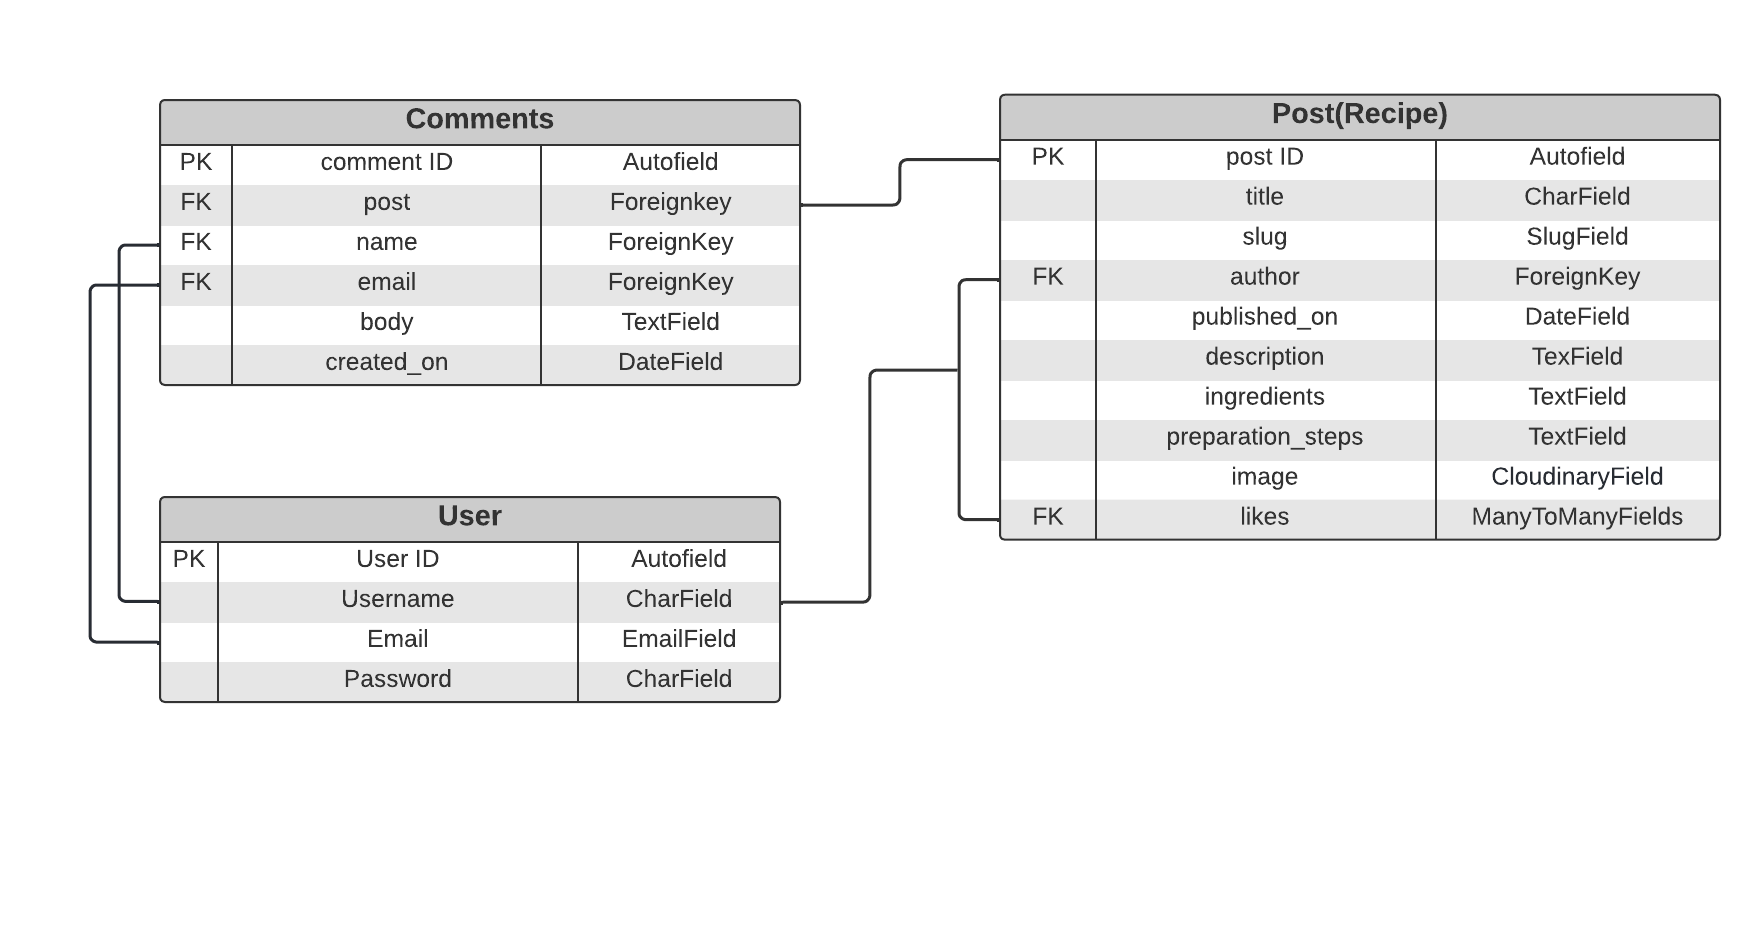 Comments
PK comment ID Autofield
FK post Foreignkey
FK name ForeignKey
FK email ForeignKey
body TextField
created_on DateField
Post(Recipe)
PK post ID Autofield
title CharField
slug SlugField
FK author ForeignKey
published_on DateField
description TexField
ingredients TextField
preparation_steps TextField
image CloudinaryField
FK likes ManyToManyFields
User
PK User ID Autofield
Username CharField
Email EmailField
Password CharField